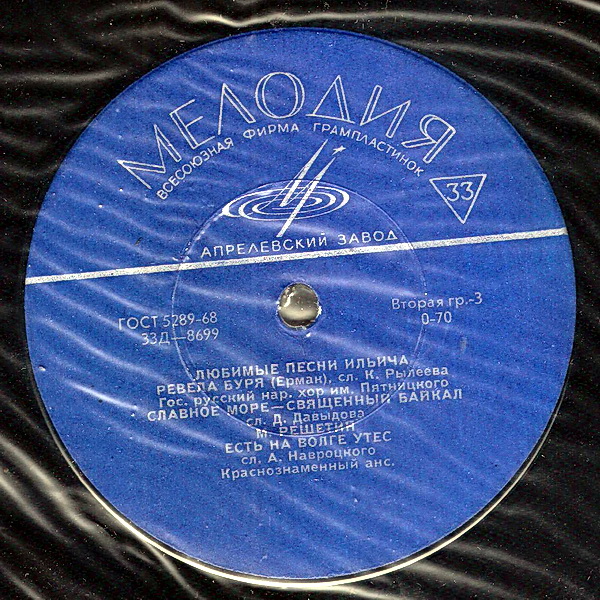 МЕЛОДИЯ
ВСЕСОЮЗНАЯ ФИРМА ГРАМПЛАСТИНОК
33
АПРЕЛЕВСКИЙ ЗАВОД
ГОСТ 5289-68
33Д—8699
Вторая гр.-3
0-70
ЛЮБИМЫЕ ПЕСНИ ИЛЬИЧА
РЕВЕЛА БУРЯ (Ермак), сл. К. Рылеева
Гос. русский нар. хор им. Пятницкого
СЛАВНОЕ МОРЕ—СВЯЩЕННЫЙ БАЙКАЛ
сл. Д. Давыдова
М. РЕШЕТИН
ЕСТЬ НА ВОЛГЕ УТЕС
сл. А. Навроцкого
Краснознаменный анс.